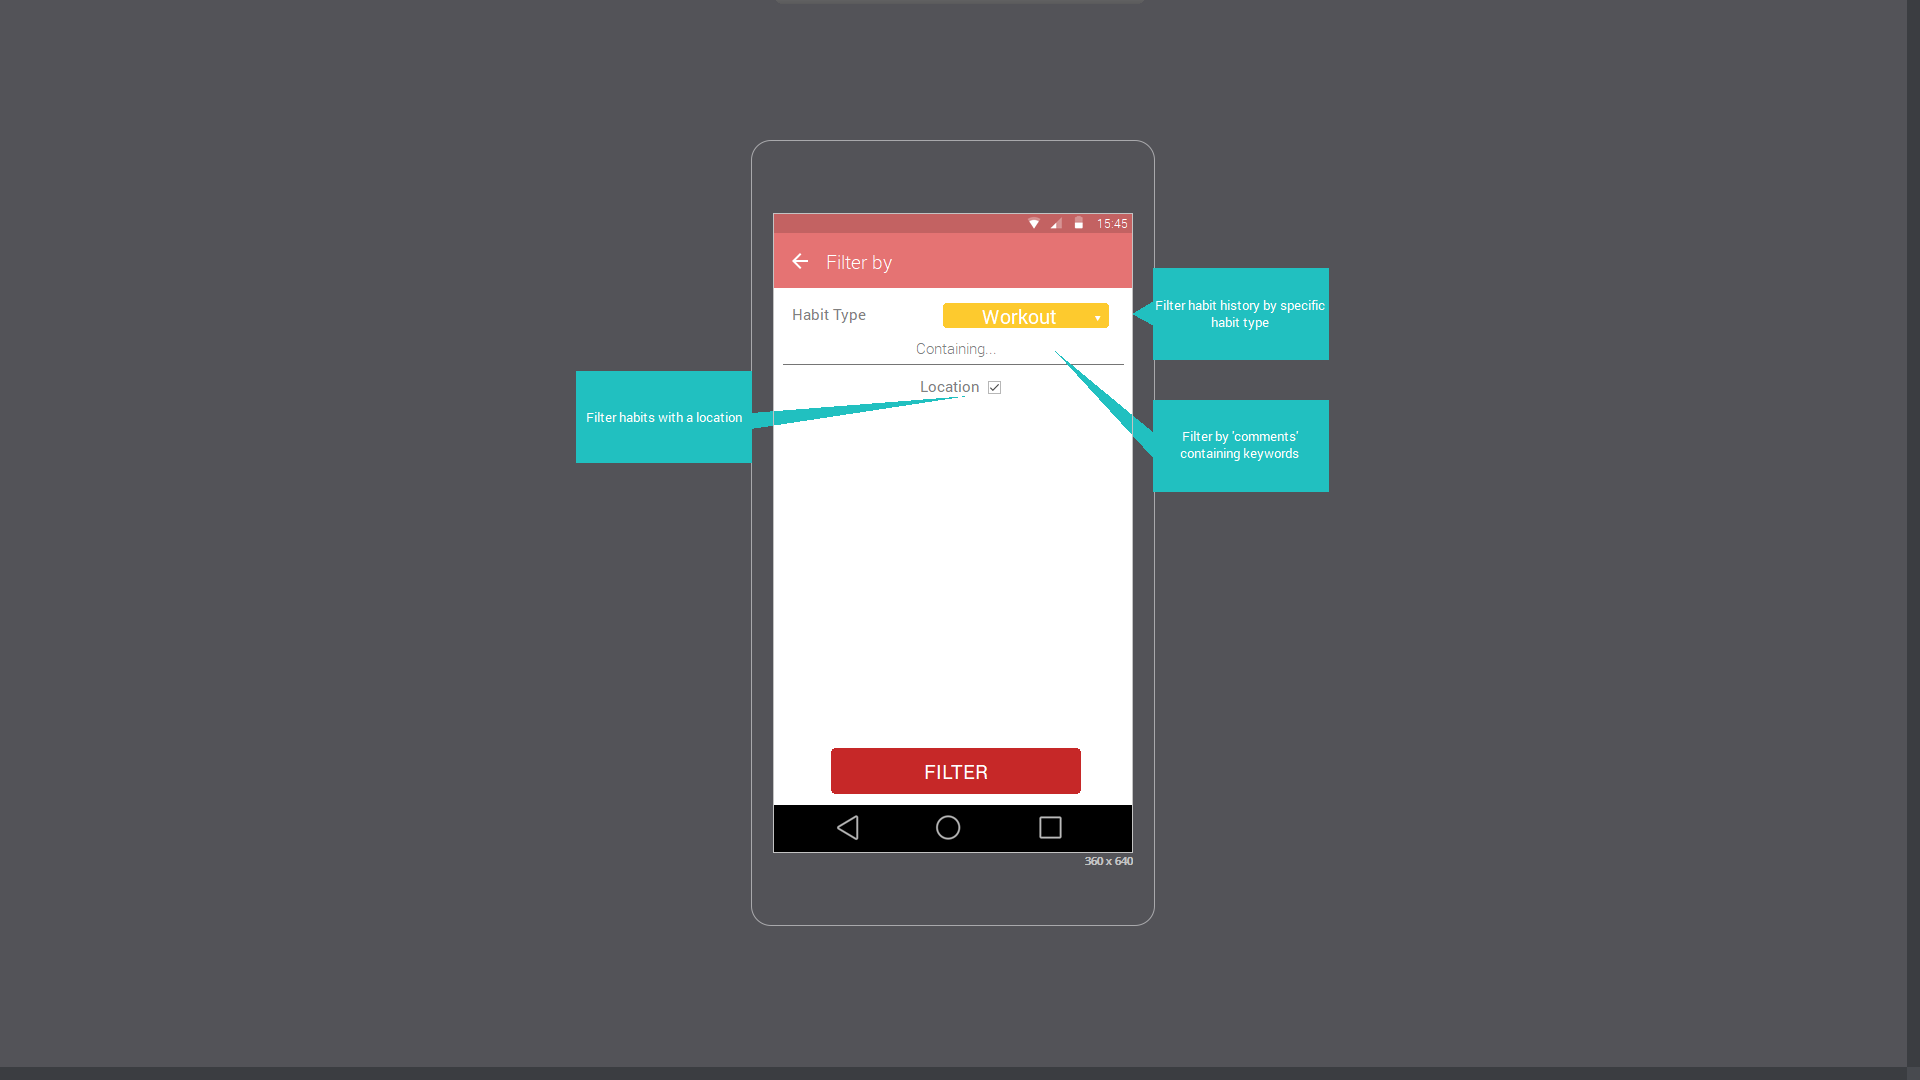 15:45
Filter by
Habit Type
Workout
Filter habit history by specific
habit type
Containing...
Location
Filter habits with a location
Filter by 'comments'
containing keywords
FILTER
360 x 640